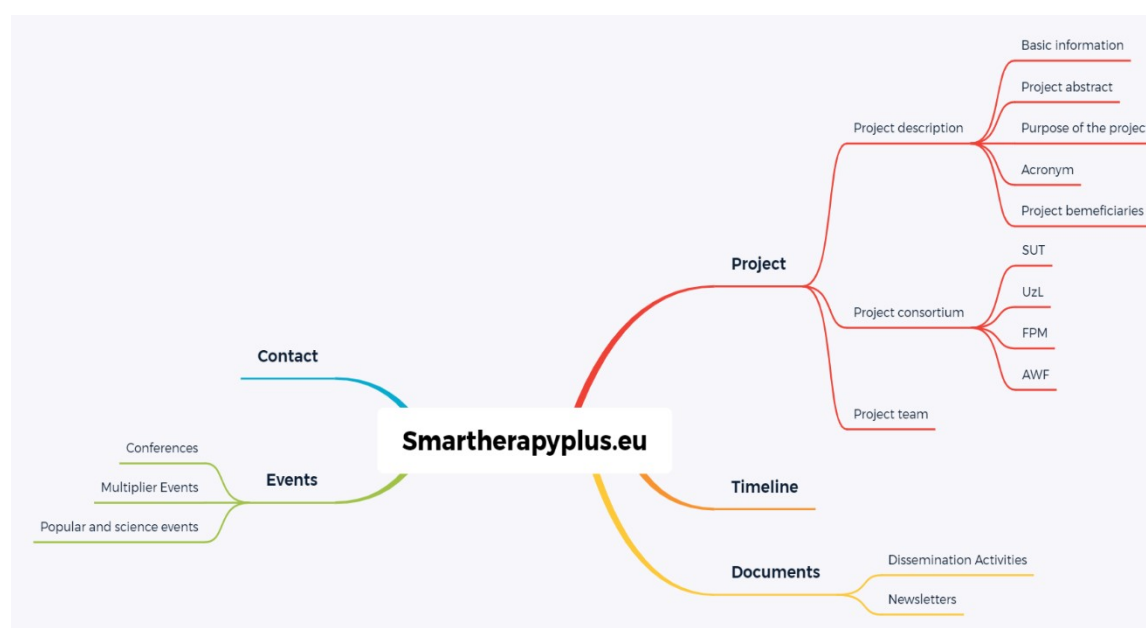 Basic information
Project abstract
Project description
Purpose of the projec
Acronym
Project bemeficiaries
Project
SUT
UzL
Project consortium
FPM
AWF
Project team
Contact
Smartherapyplus.eu
Conferences
Multiplier Events
Popular and science events
Events
Timeline
Documents
Dissemination Activities
Newsletters